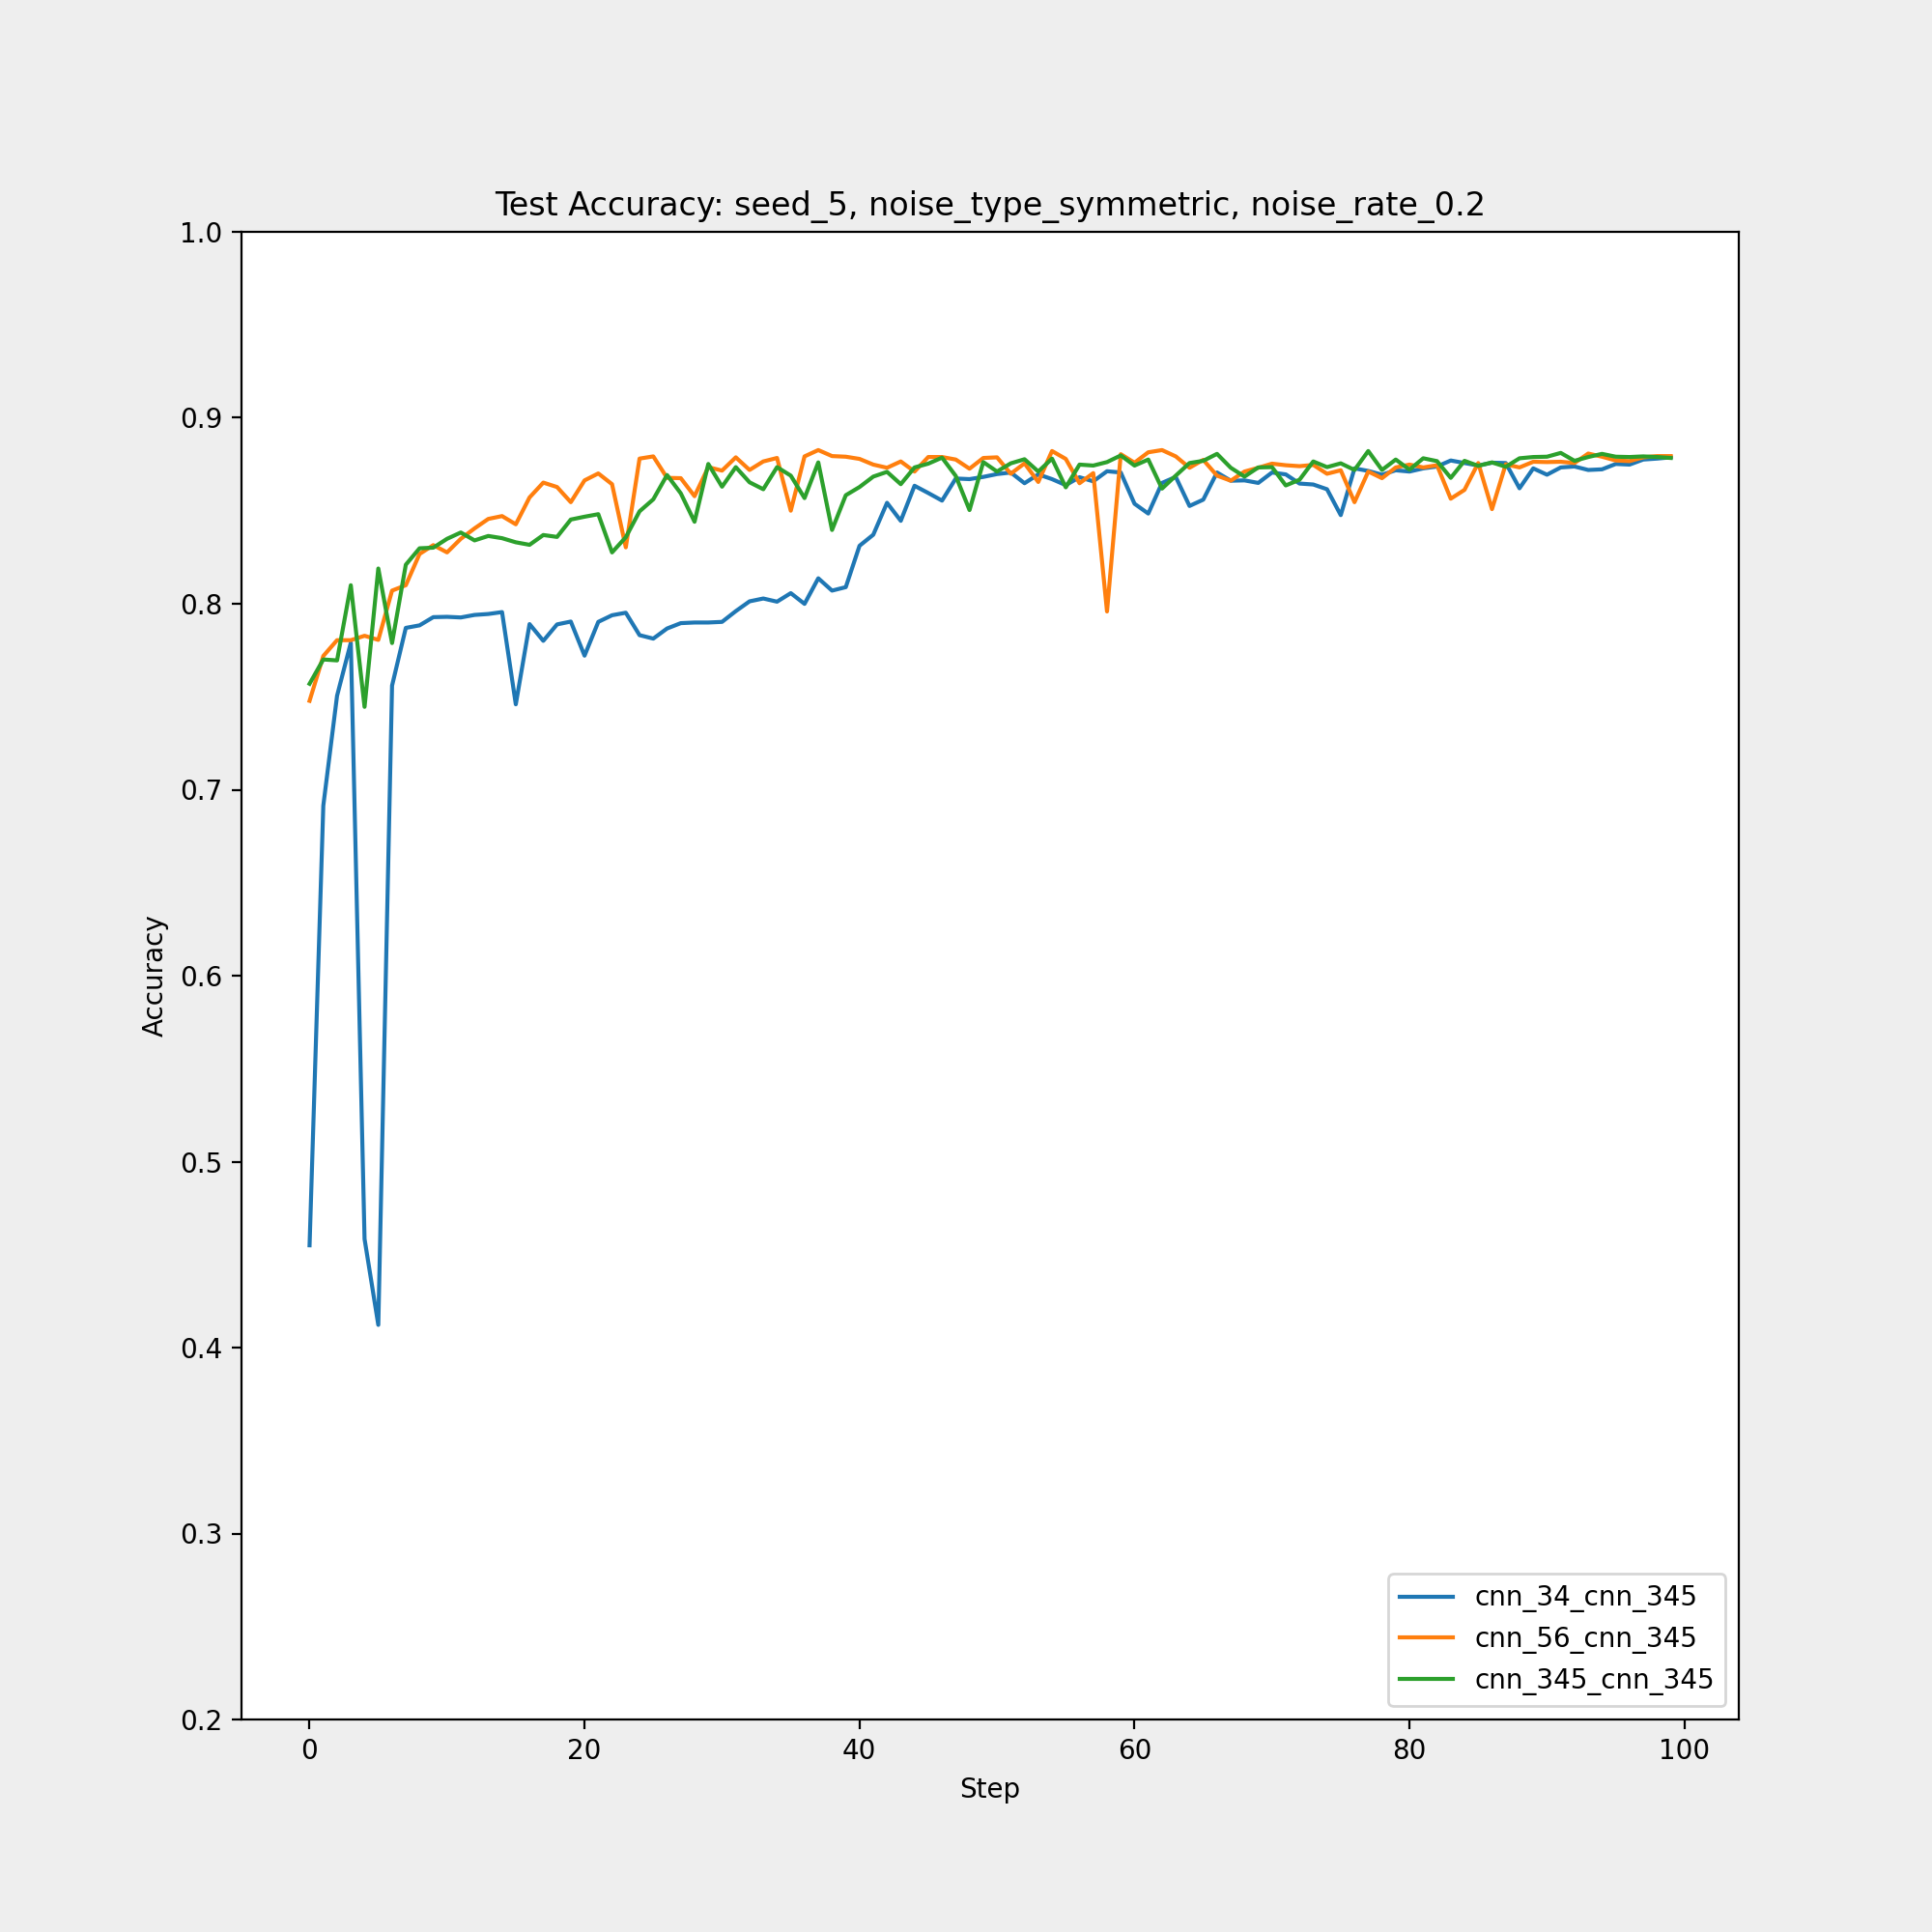 Test Accuracy: seed_5, noise_type_symmetric, noise_rate_0.2
1.0
0.9
0.8
0.7
0.6
0.5
0.4
0.3
0.2
Accuracy
0 20 40 60 80 100
Step
cnn_34_cnn_345
cnn_56_cnn_345
cnn_345_cnn_345